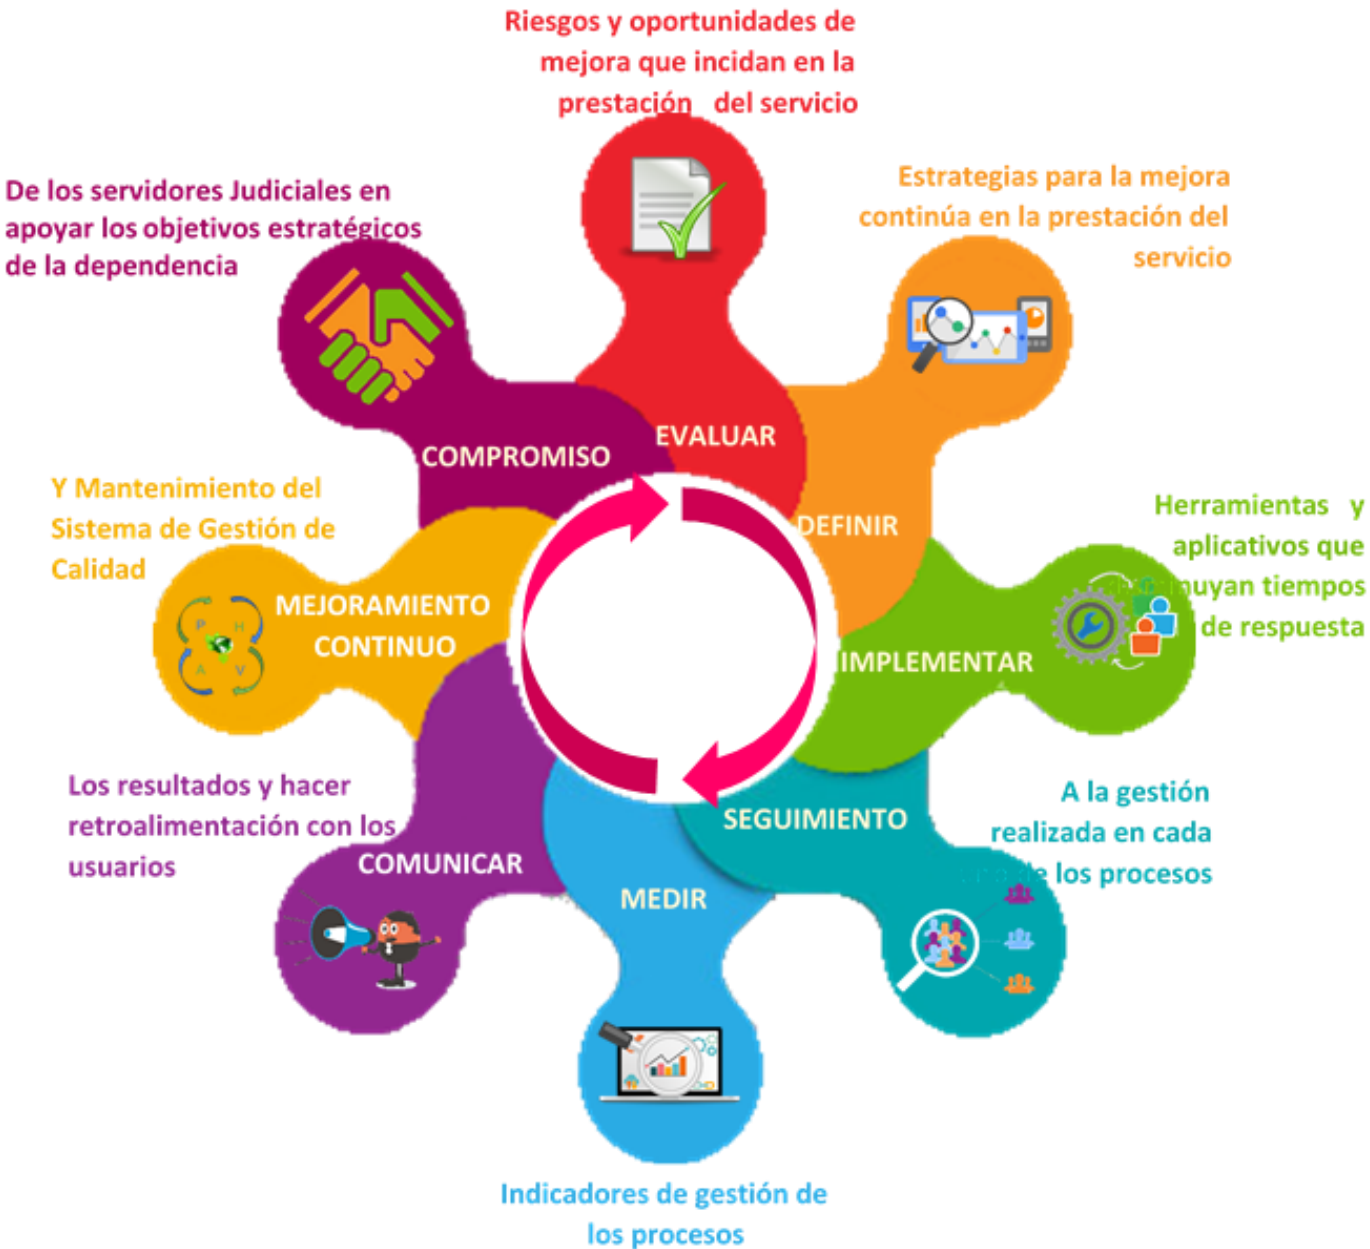 Riesgos y oportunidades de
mejora que incidan en la
prestación del servicio
EVALUAR
Estrategias para la mejora
continúa en la prestación del
servicio
DEFINIR
Herramientas y
aplicativos que
tiempos
de respuesta
IMPLEMENTAR
A la gestión
realizada en cada
de los procesos
SEGUIMIENTO
MEDIR
Indicadores de gestión de
los procesos
Los resultados y hacer
retroalimentación con los
usuarios
COMUNICAR
Y Mantenimiento del
Sistema de Gestión de
Calidad
MEJORAMIENTO
CONTINUO
P H
A V
De los servidores Judiciales en
apoyar los objetivos estratégicos
de la dependencia
COMPROMISO